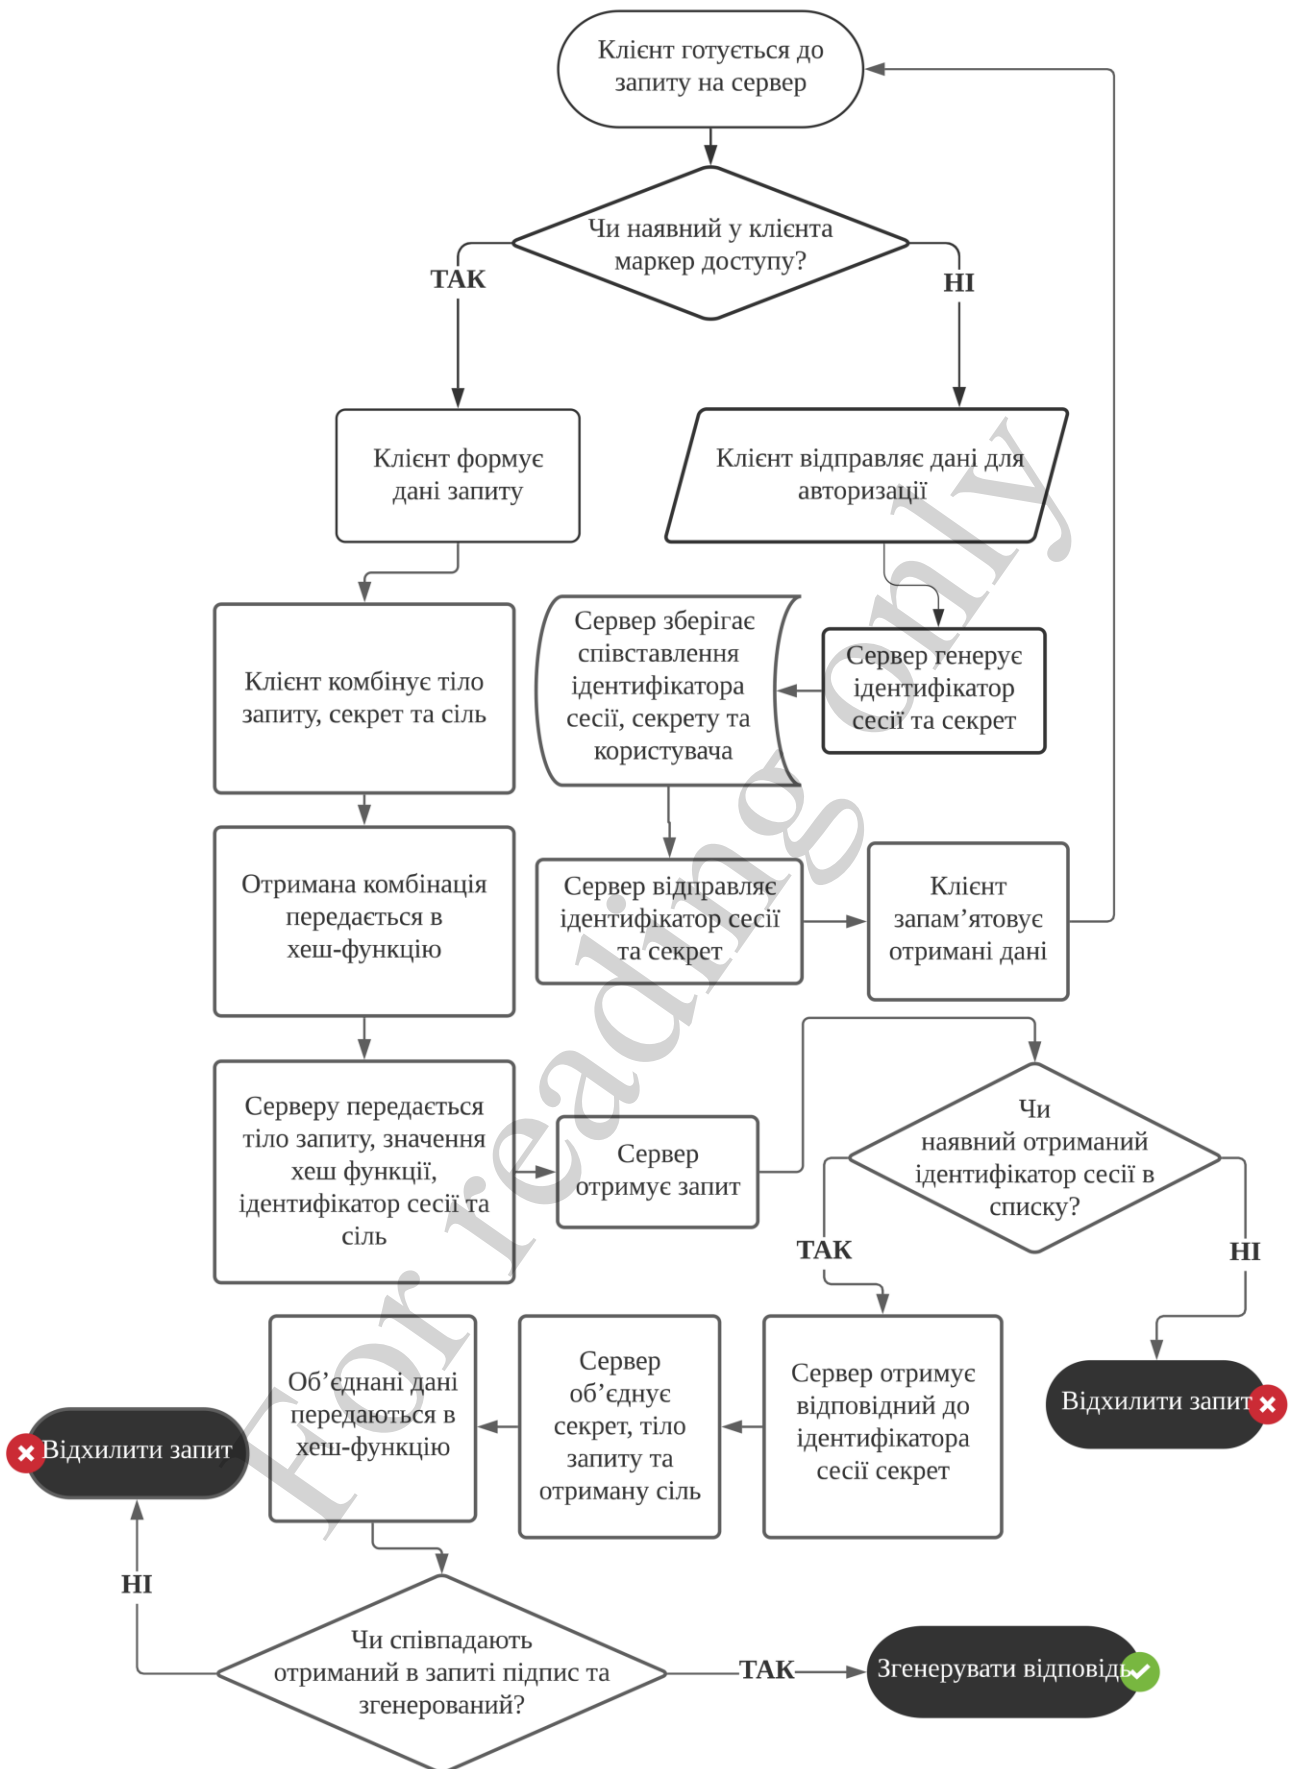 Клієнт готується до
запиту на сервер
Чи наявний у клієнта
маркер доступу?
ТАК
НІ
Клієнт формує
дані запиту
Клієнт відправляє дані для
авторизації
Клієнт комбінує тіло
запиту, секрет та сіль
Сервер зберігає
співставлення
ідентифікатора
сесії, секрету та
користувача
Сервер генерує
ідентифікатор
сесії та секрет
Отримана комбінація
передається в
хеш-функцію
Сервер відправляє
ідентифікатор сесії
та секрет
Клієнт
запам’ятовує
отримані дані
Серверу передається
тіло запиту, значення
хеш функції,
ідентифікатор сесії та
сіль
Сервер
отримує запит
Чи
наявний отриманий
ідентифікатор сесії в
списку?
ТАК
НІ
Об’єднані дані
передаються в
хеш-функцію
Сервер
об’єднує
секрет, тіло
запиту та
отриману сіль
Сервер отримує
відповідний до
ідентифікатора
сесії секрет
Відхилити запит
Відхилити запит
НІ
Чи співпадають
отриманий в запиті підпис та
згенерований?
ТАК
Згенерувати відповідь
For reading only